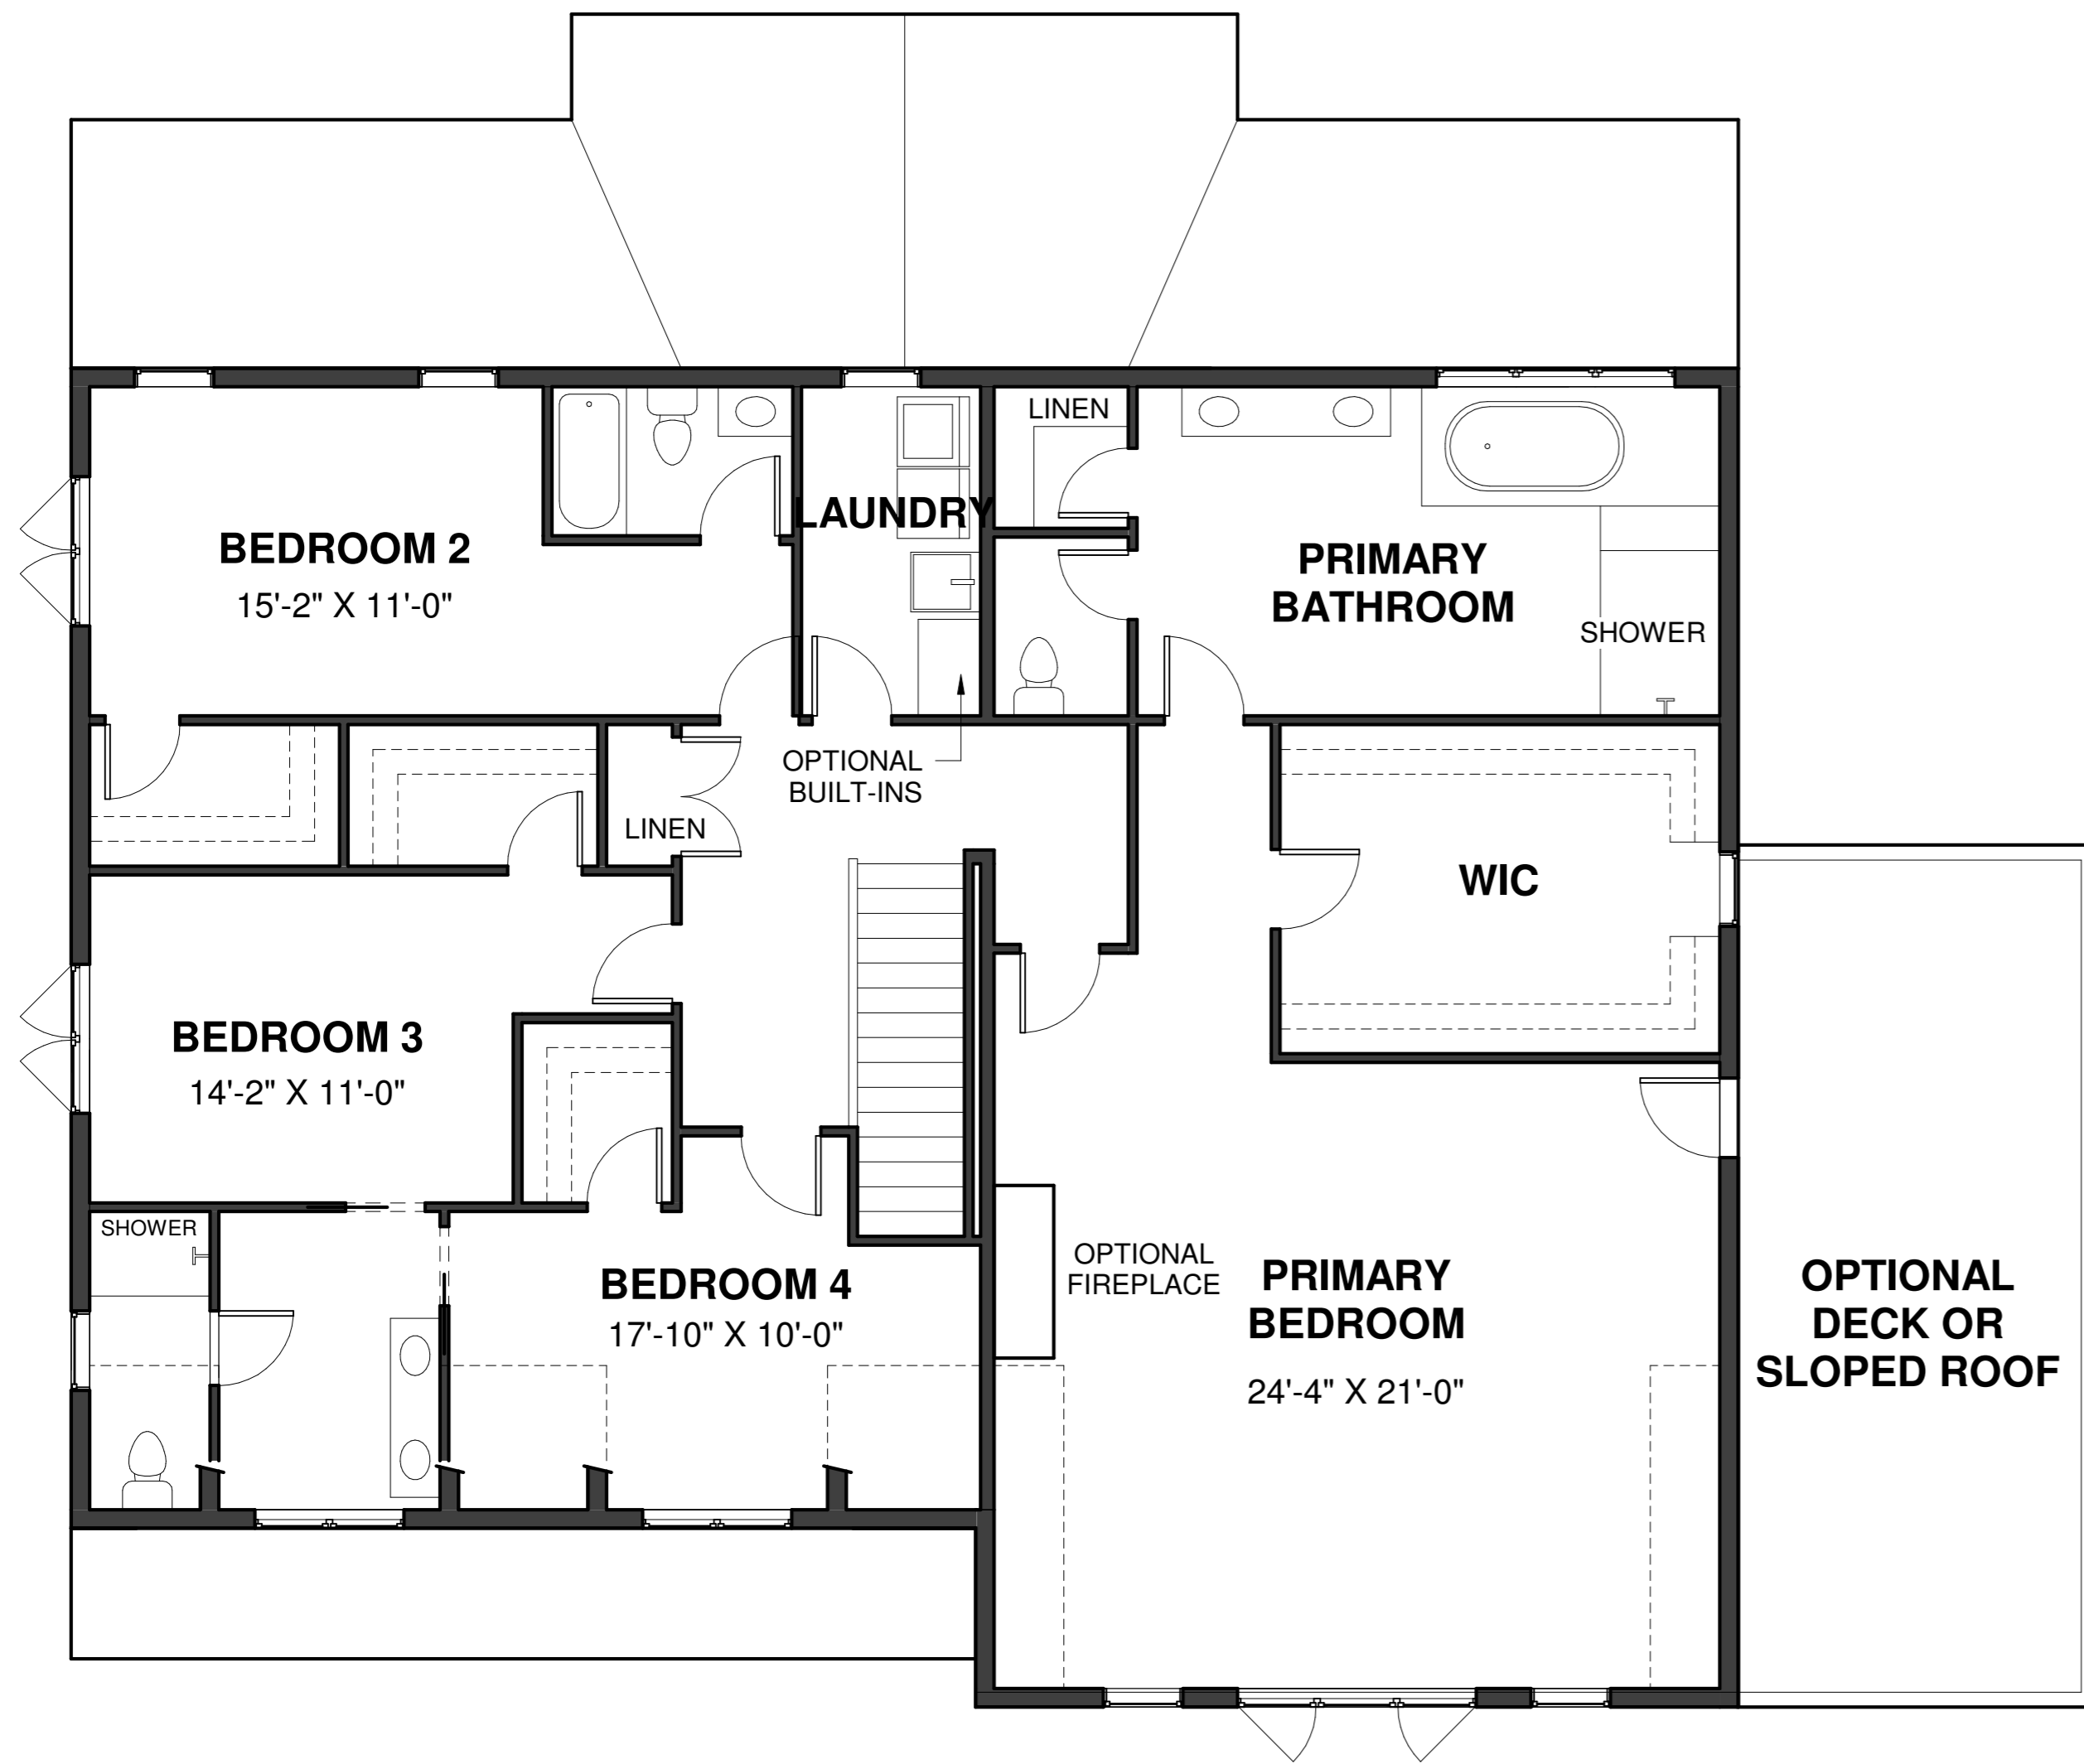 LINEN
LAUNDRY
BEDROOM 2
15'-2" X 11'-0"
PRIMARY
BATHROOM
SHOWER
OPTIONAL
BUILT-INS
LINEN
WIC
BEDROOM 3
14'-2" X 11'-0"
SHOWER
BEDROOM 4
17'-10" X 10'-0"
OPTIONAL
FIREPLACE
PRIMARY
BEDROOM
24'-4" X 21'-0"
OPTIONAL
DECK OR
SLOPED ROOF